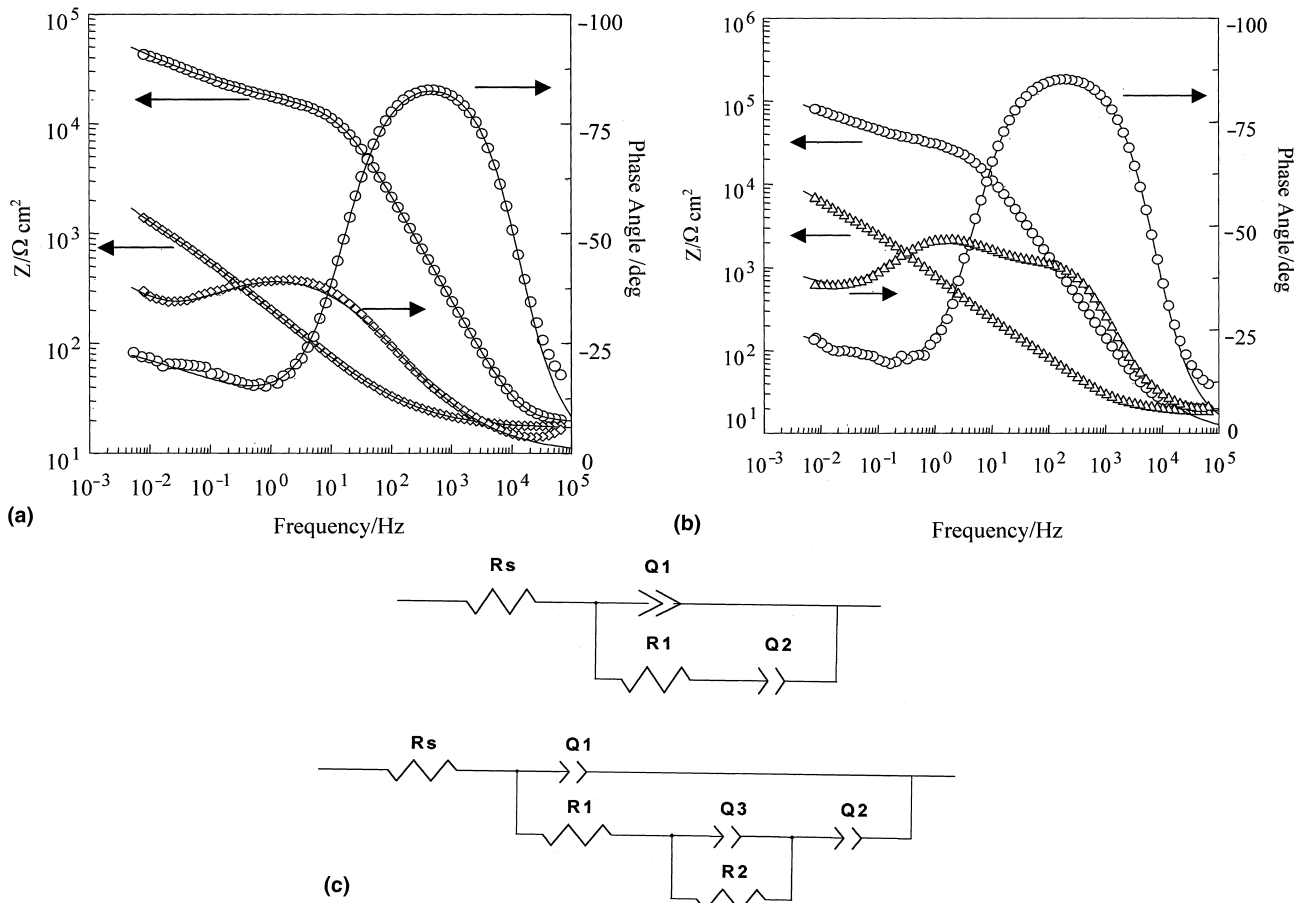 10^5
10^4
10^3
10^2
10^1
Z/Ω cm^2
-100
-75
-50
-25
0
Phase Angle /deg
10^-3 10^-2 10^-1 10^0 10^1 10^2 10^3 10^4 10^5
Frequency/Hz
(a)
10^6
10^5
10^4
10^3
10^2
10^1
Z/Ω cm^2
-100
-75
-50
-25
0
Phase Angle/deg
10^-3 10^-2 10^-1 10^0 10^1 10^2 10^3 10^4 10^5
Frequency/Hz
(b)
Rs Q1
R1 Q2
Rs Q1
R1 Q3 Q2
R2
(c)